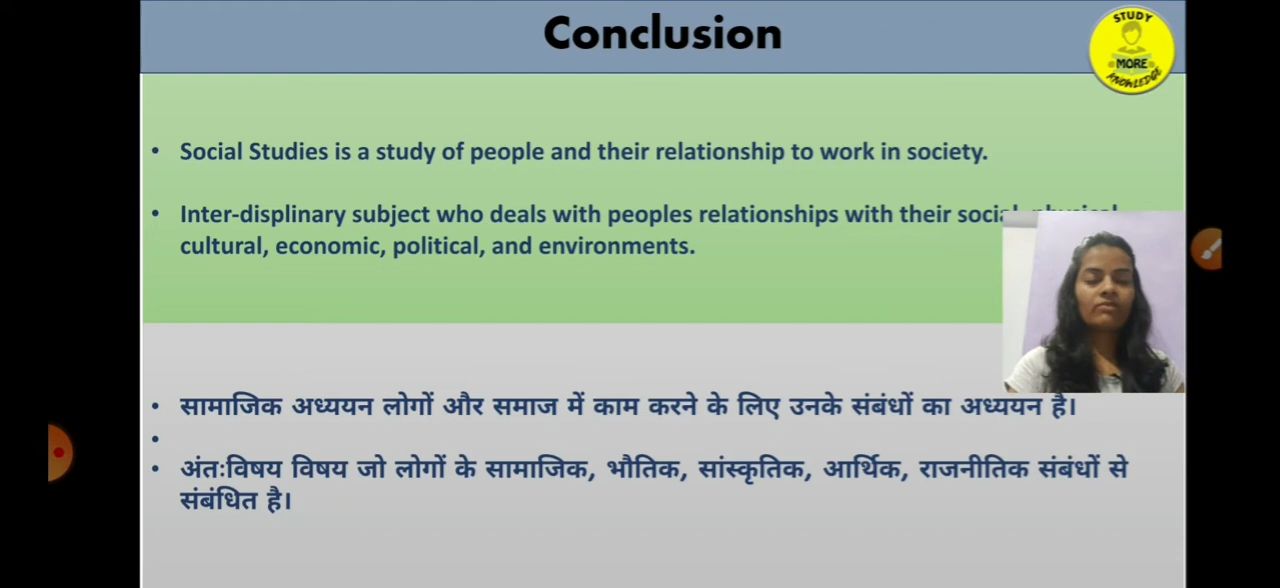 Conclusion
STUDY
MORE
KNOWLEDGE
• Social Studies is a study of people and their relationship to work in society.
• Inter-displinary subject who deals with peoples relationships with their social,
cultural, economic, political, and environments.
• सामाजिक अध्ययन लोगों और समाज में काम करने के लिए उनके संबंधों का अध्ययन है।
•
• अंतःविषय विषय जो लोगों के सामाजिक, भौतिक, सांस्कृतिक, आर्थिक, राजनीतिक संबंधों से
संबंधित है।